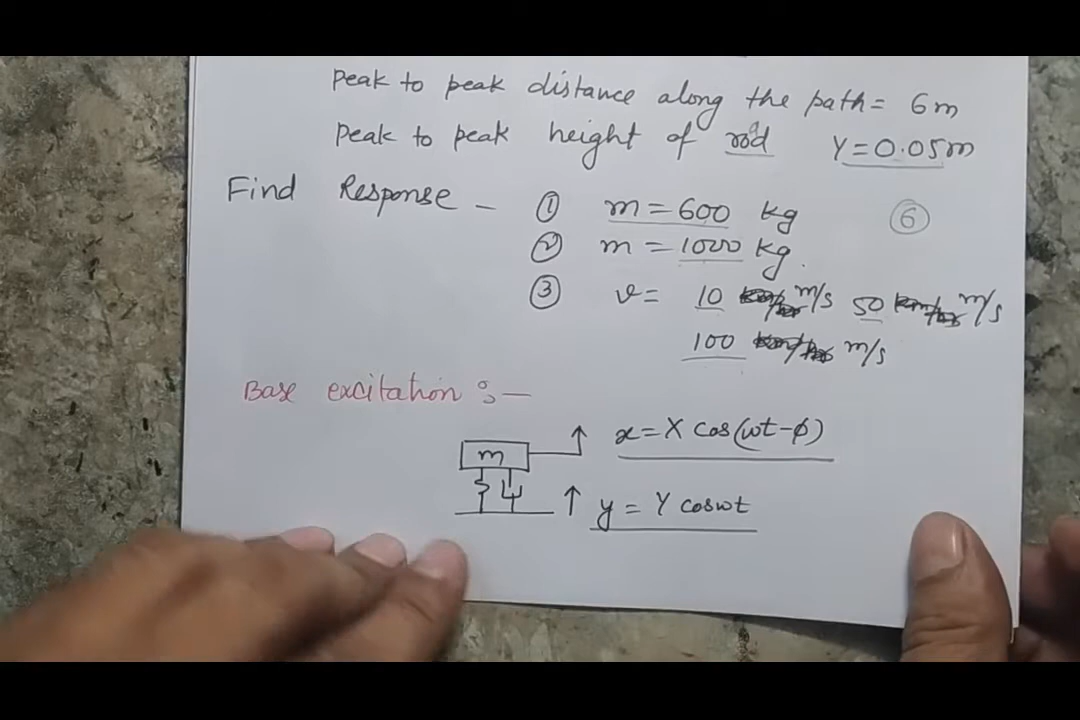 Peak to peak distance along the path = 6m
Peak to peak height of road Y = 0.05m
Find Response - ① m = 600 kg ⑥
② m = 1000 kg.
③ v = 10 m/s 50 m/s
100 m/s
Base excitation :-
m x = X cos(ωt-φ)
y = Y cosωt